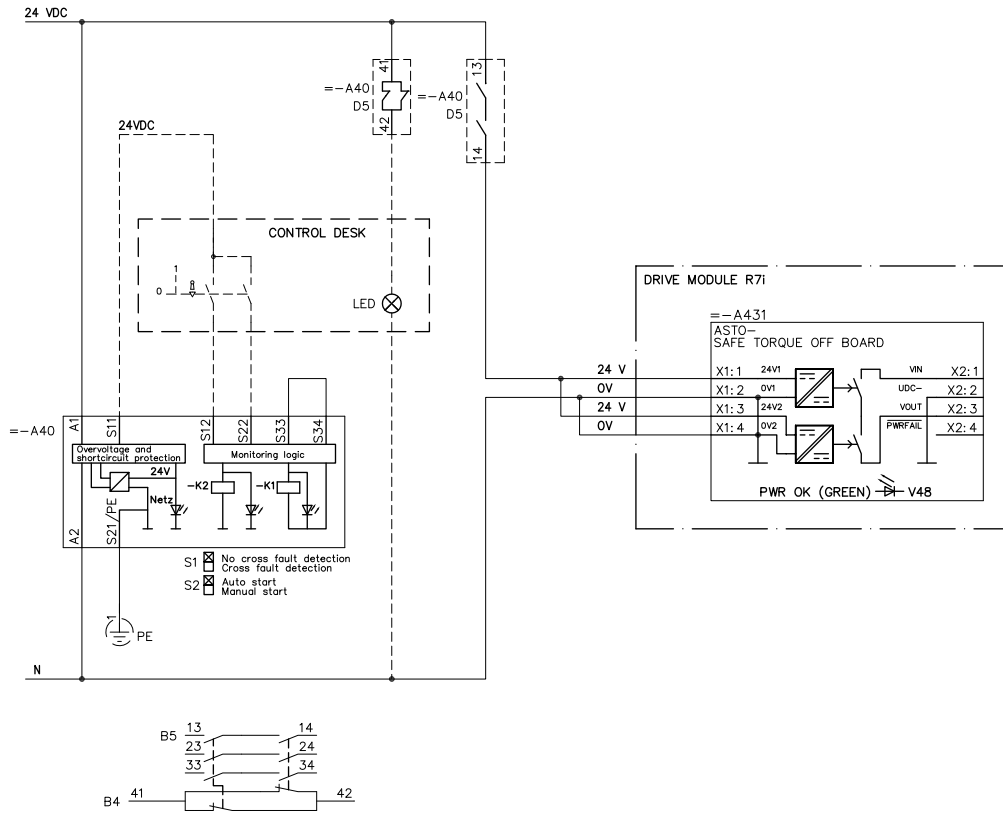 24 VDC
41
=-A40
D5
42
13
=-A40
D5
14
24VDC
CONTROL DESK
1
0
LED
DRIVE MODULE R7i
=-A431
ASTO-
SAFE TORQUE OFF BOARD
24 V
X1:1
24V1
VIN
X2:1
0V
X1:2
0V1
UDC-
X2:2
24 V
X1:3
24V2
VOUT
X2:3
0V
X1:4
0V2
PWRFAIL
X2:4
PWR OK (GREEN)
V48
=-A40
A1
S11
S12
S22
S33
S34
Overvoltage and
shortcircuit protection
Monitoring logic
24V
-K2
-K1
Netz
A2
S21/PE
S1
No cross fault detection
Cross fault detection
S2
Auto start
Manual start
1
PE
N
B5
13
14
23
24
33
34
B4
41
42